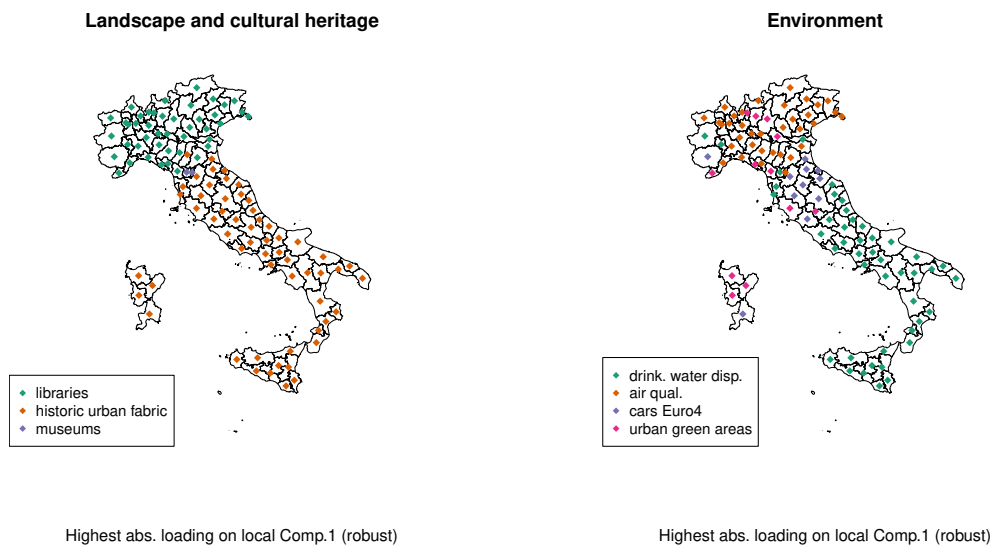 Landscape and cultural heritage
libraries
historic urban fabric
museums
Highest abs. loading on local Comp.1 (robust)
Environment
drink. water disp.
air qual.
cars Euro4
urban green areas
Highest abs. loading on local Comp.1 (robust)